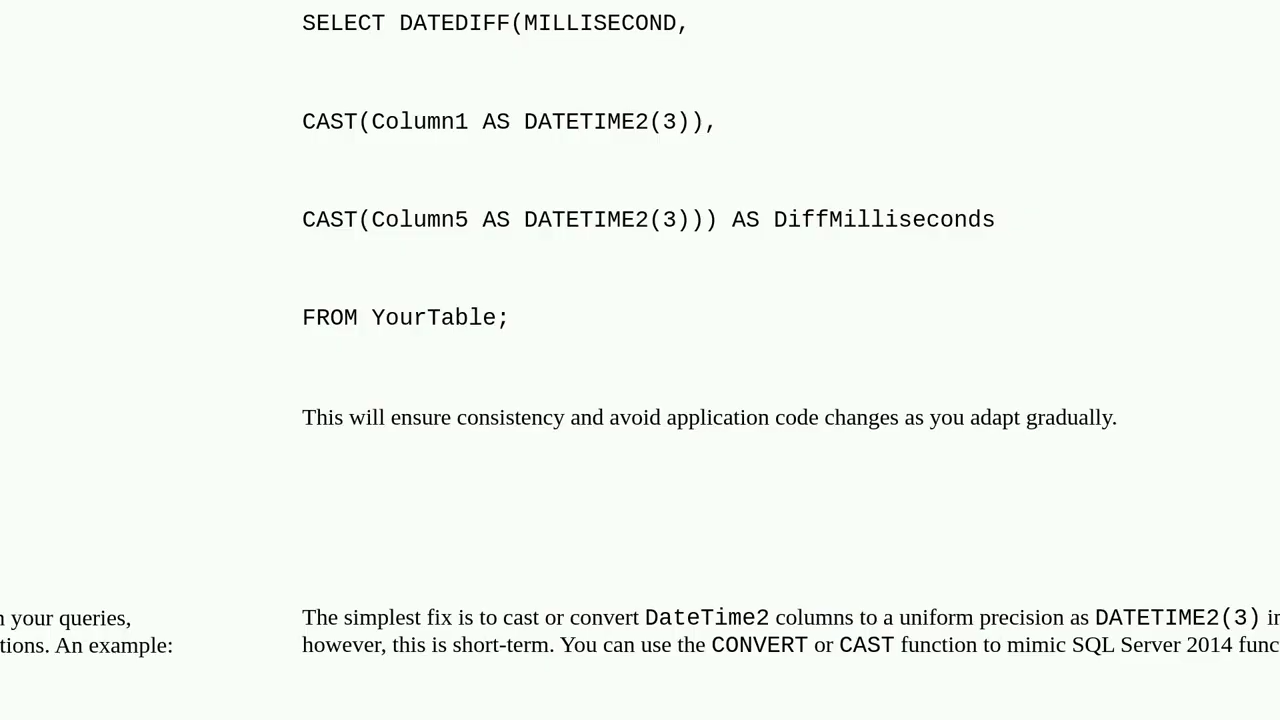 SELECT DATEDIFF(MILLISECOND,
CAST(Column1 AS DATETIME2(3)),
CAST(Column5 AS DATETIME2(3))) AS DiffMilliseconds
FROM YourTable;
This will ensure consistency and avoid application code changes as you adapt gradually.
your queries,
An example:
The simplest fix is to cast or convert DateTime2 columns to a uniform precision as DATETIME2(3)
however, this is short-term. You can use the CONVERT or CAST function to mimic SQL Server 2014